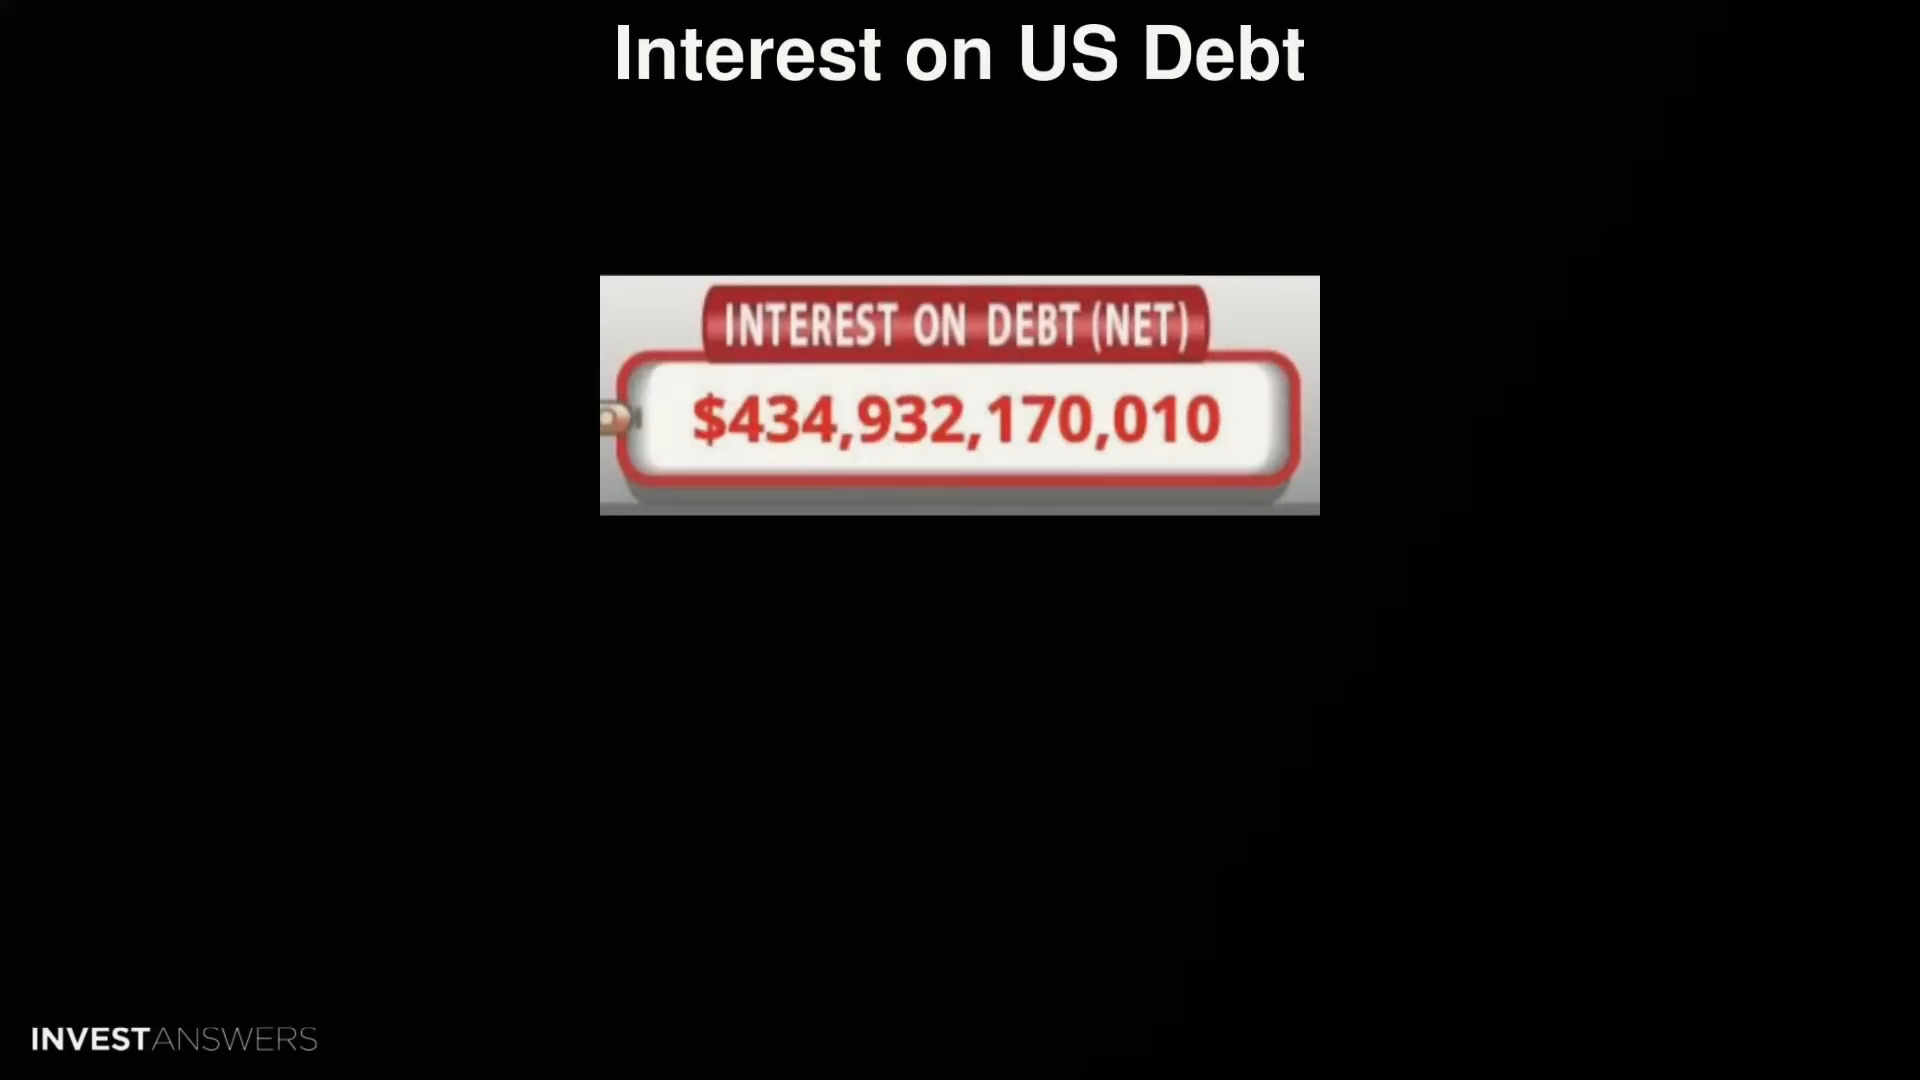 Interest on US Debt
INTEREST ON DEBT (NET)
$434,932,170,010
INVESTANSWERS